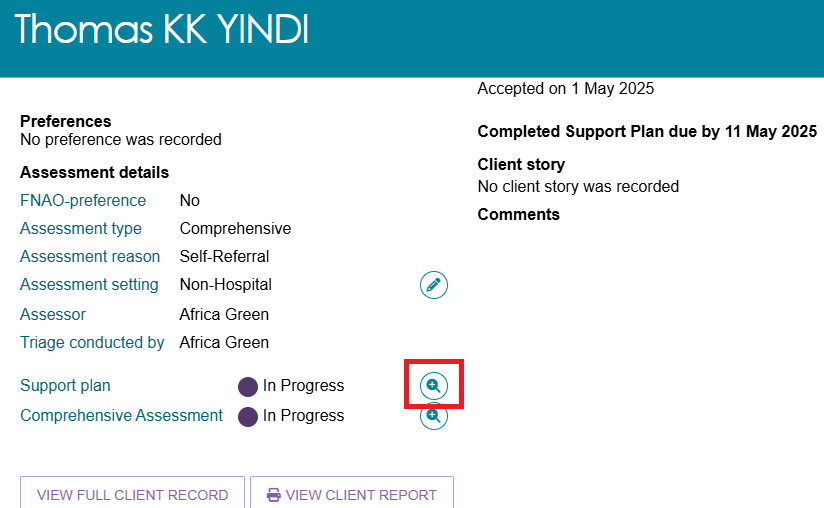 Thomas KK YINDI
Accepted on 1 May 2025
Preferences
No preference was recorded
Completed Support Plan due by 11 May 2025
Assessment details
Client story
No client story was recorded
Comments
FNAO-preference No
Assessment type Comprehensive
Assessment reason Self-Referral
Assessment setting Non-Hospital
Assessor Africa Green
Triage conducted by Africa Green
Support plan In Progress
Comprehensive Assessment In Progress
VIEW FULL CLIENT RECORD
VIEW CLIENT REPORT